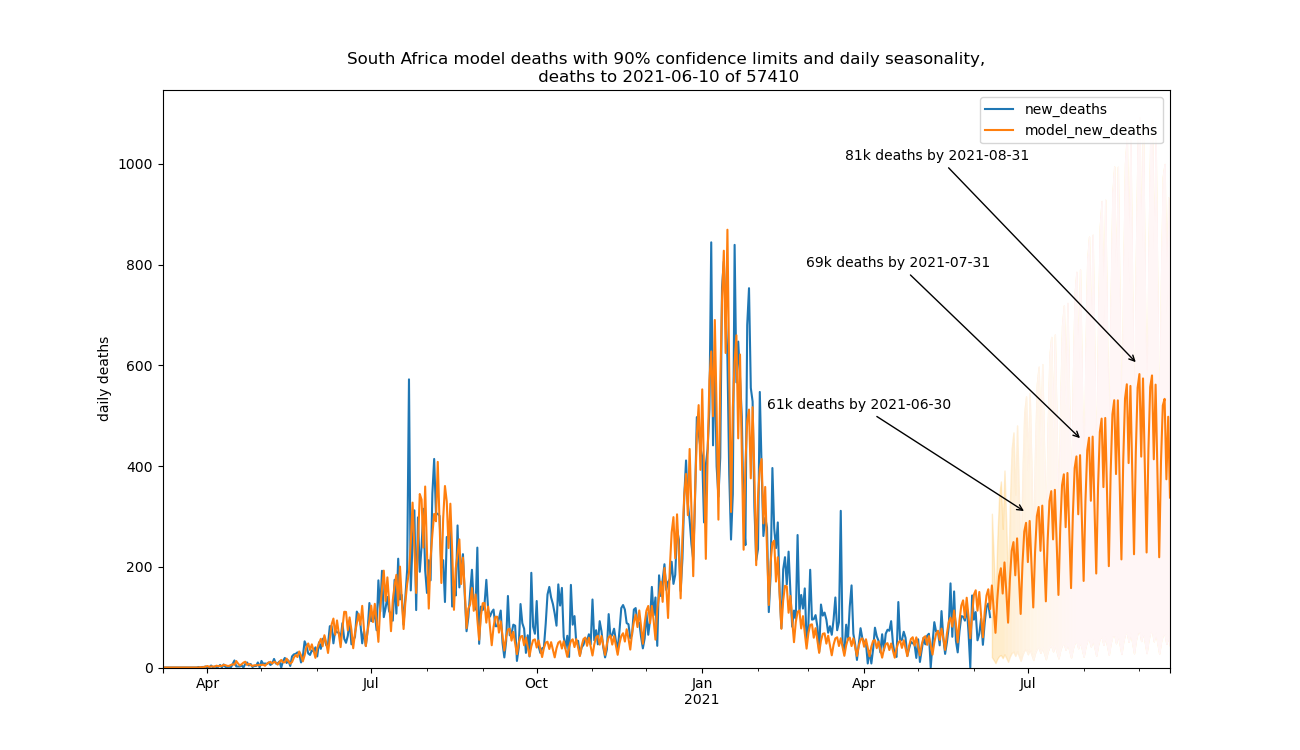 South Africa model deaths with 90% confidence limits and daily seasonality,
deaths to 2021-06-10 of 57410
new_deaths
model_new_deaths
81k deaths by 2021-08-31
69k deaths by 2021-07-31
61k deaths by 2021-06-30
daily deaths
1000
800
600
400
200
0
Apr
Jul
Oct
Jan
2021
Apr
Jul